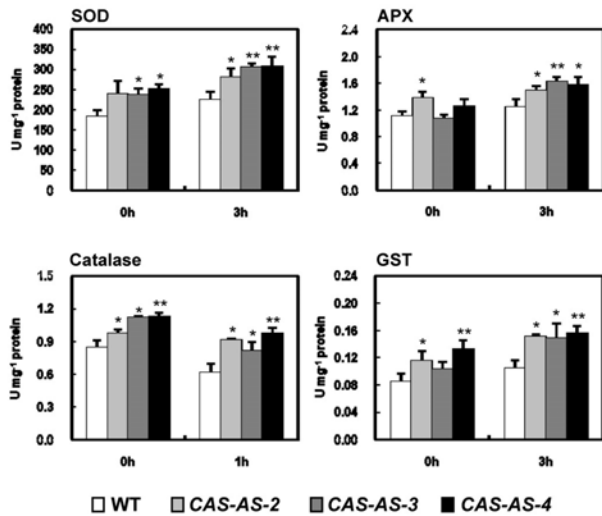 SOD
APX
U mg⁻¹ protein
400
350
300
250
200
150
100
50
0
* * * ** **
0h 3h
U mg⁻¹ protein
2.4
2.0
1.6
1.2
0.8
0.4
0.0
* * ** *
0h 3h
Catalase
GST
U mg⁻¹ protein
1.5
1.2
0.9
0.6
0.3
0.0
* * ** * * **
0h 1h
U mg⁻¹ protein
0.24
0.20
0.16
0.12
0.08
0.04
0.00
* ** * * **
0h 3h
WT CAS-AS-2 CAS-AS-3 CAS-AS-4